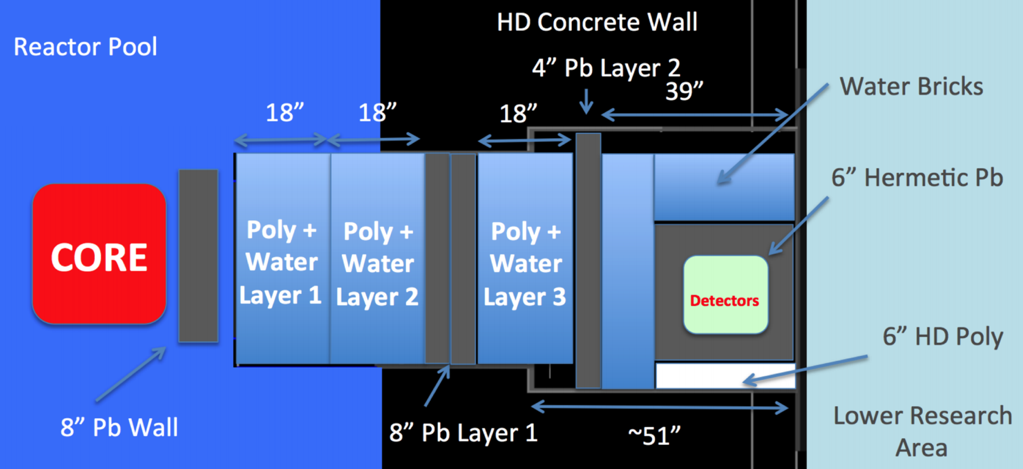 HD Concrete Wall
Reactor Pool
4” Pb Layer 2
39”
Water Bricks
18”
18”
18”
6” Hermetic Pb
CORE
Poly +
Water
Layer 1
Poly +
Water
Layer 2
Poly +
Water
Layer 3
Detectors
6” HD Poly
8” Pb Wall
8” Pb Layer 1
~51”
Lower Research
Area